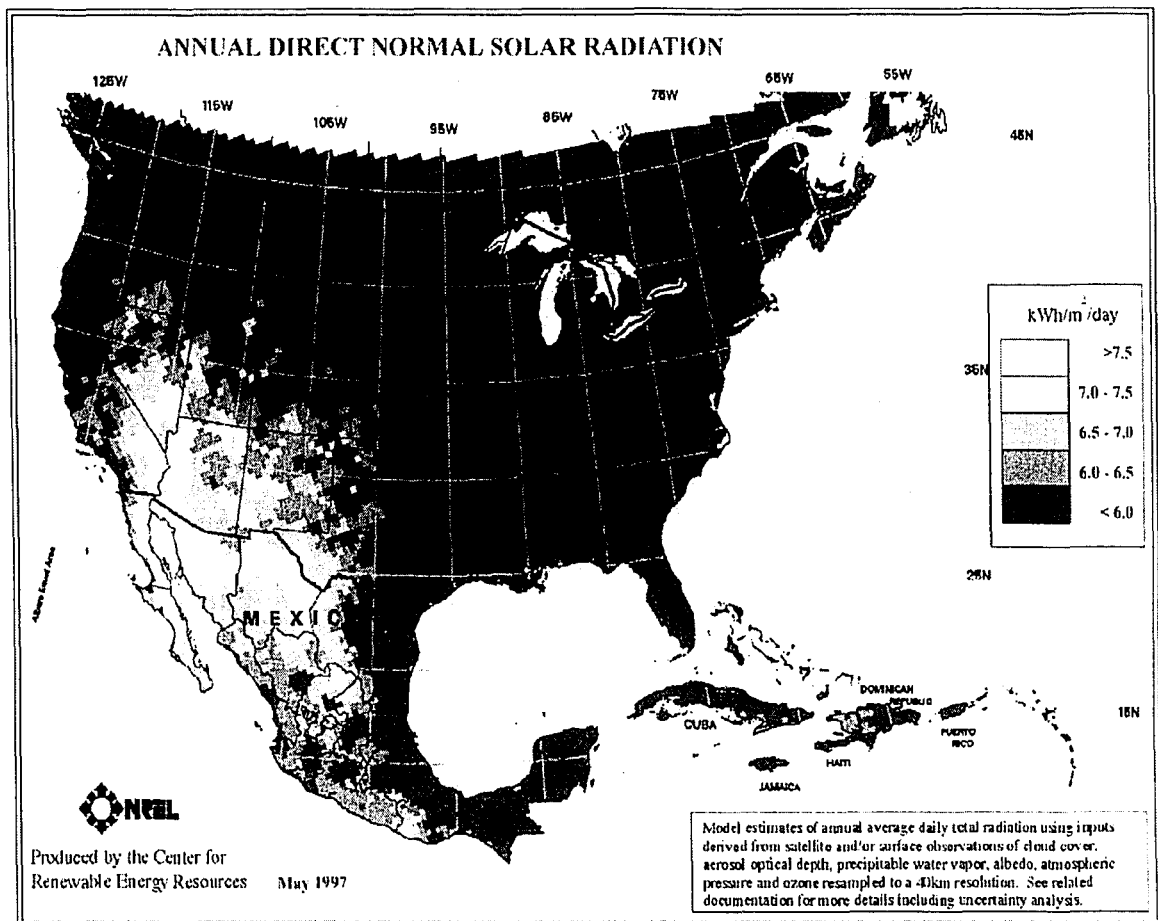 ANNUAL DIRECT NORMAL SOLAR RADIATION
125W
115W
105W
95W
85W
75W
65W
55W
45N
35N
25N
15N
kWh/m²/day
>7.5
7.0 - 7.5
6.5 - 7.0
6.0 - 6.5
< 6.0
Albers Equal Area
MEXIC
CUBA
DOMINICAN
REPUBLIC
PUERTO
RICO
HAITI
JAMAICA
NREL
Produced by the Center for
Renewable Energy Resources May 1997
Model estimates of annual average daily total radiation using inputs
derived from satellite and/or surface observations of cloud cover,
aerosol optical depth, precipitable water vapor, albedo, atmospheric
pressure and ozone resampled to a 40km resolution. See related
documentation for more details including uncertainty analysis.